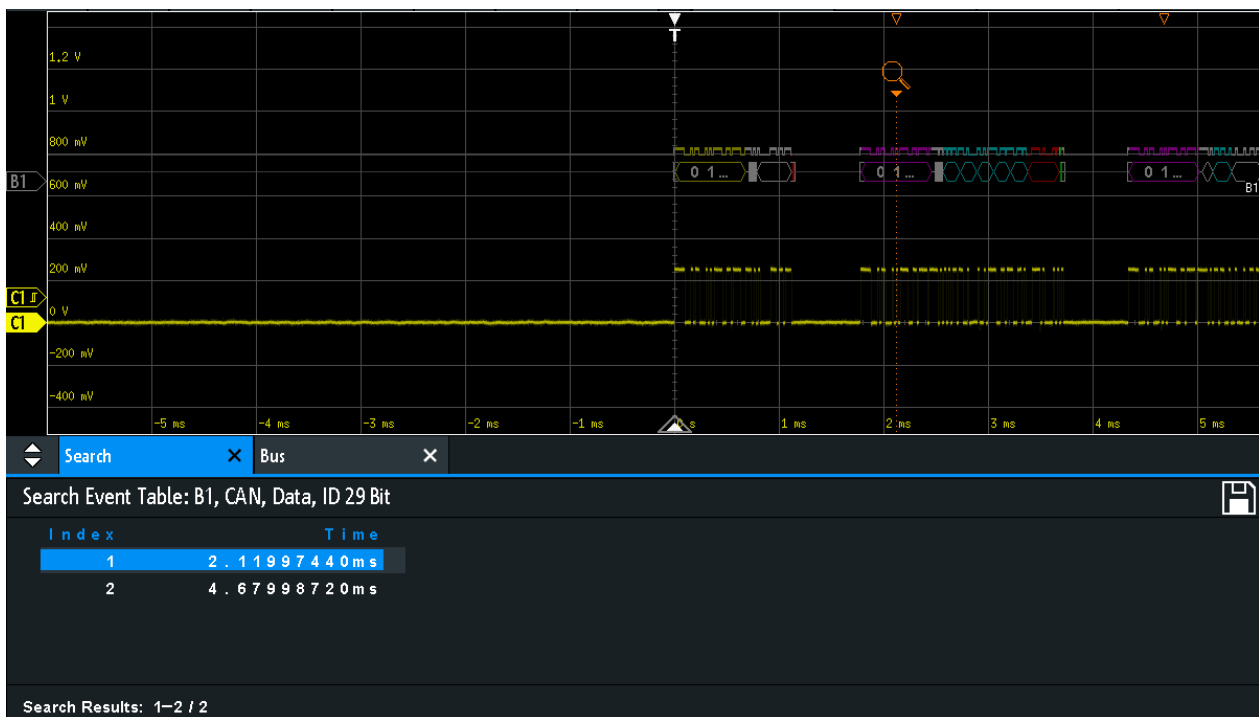 T
1.2 V
1 V
800 mV
B1
600 mV
0 1...
0 1...
0 1...
B1
400 mV
200 mV
C1
0 V
C1
-200 mV
-400 mV
-5 ms
-4 ms
-3 ms
-2 ms
-1 ms
0 s
1 ms
2 ms
3 ms
4 ms
5 ms
Search
Bus
Search Event Table: B1, CAN, Data, ID 29 Bit
Index Time
1 2.11997440ms
2 4.67998720ms
Search Results: 1-2 / 2